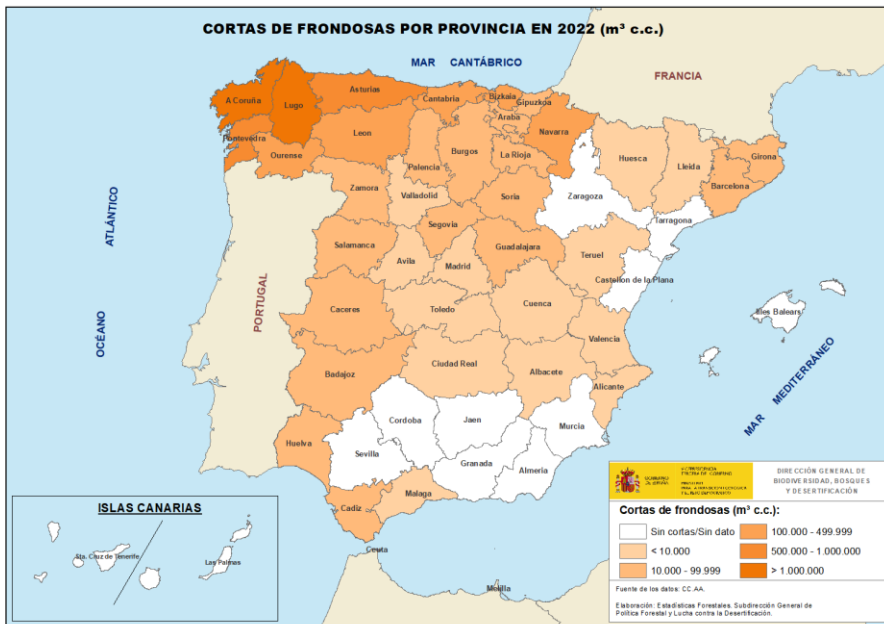 CORTAS DE FRONDOSAS POR PROVINCIA EN 2022 (m³ c.c.)
MAR CANTÁBRICO
FRANCIA
A Coruña
Lugo
Asturias
Cantabria
Bizkaia
Gipuzkoa
Araba
Navarra
Pontevedra
Ourense
Leon
Palencia
Burgos
La Rioja
Huesca
Lleida
Girona
Barcelona
Zamora
Valladolid
Soria
Zaragoza
Tarragona
Segovia
Salamanca
Avila
Madrid
Guadalajara
Teruel
Castellon de la Plana
Illes Balears
OCÉANO ATLÁNTICO
PORTUGAL
Caceres
Toledo
Cuenca
Valencia
MAR MEDITERRÁNEO
Badajoz
Ciudad Real
Albacete
Alicante
Cordoba
Jaen
Murcia
Huelva
Sevilla
Granada
Almeria
Malaga
Cadiz
Ceuta
Melilla
ISLAS CANARIAS
Sta. Cruz de Tenerife
Las Palmas
GOBIERNO
DE ESPAÑA
DIRECCIÓN GENERAL DE
BIODIVERSIDAD, BOSQUES
Y DESERTIFICACIÓN
Cortas de frondosas (m³ c.c.):
Sin cortas/Sin dato
< 10.000
10.000 - 99.999
100.000 - 499.999
500.000 - 1.000.000
> 1.000.000
Fuente de los datos: CC.AA.
Elaboración: Estadísticas Forestales. Subdirección General de
Política Forestal y Lucha contra la Desertificación.